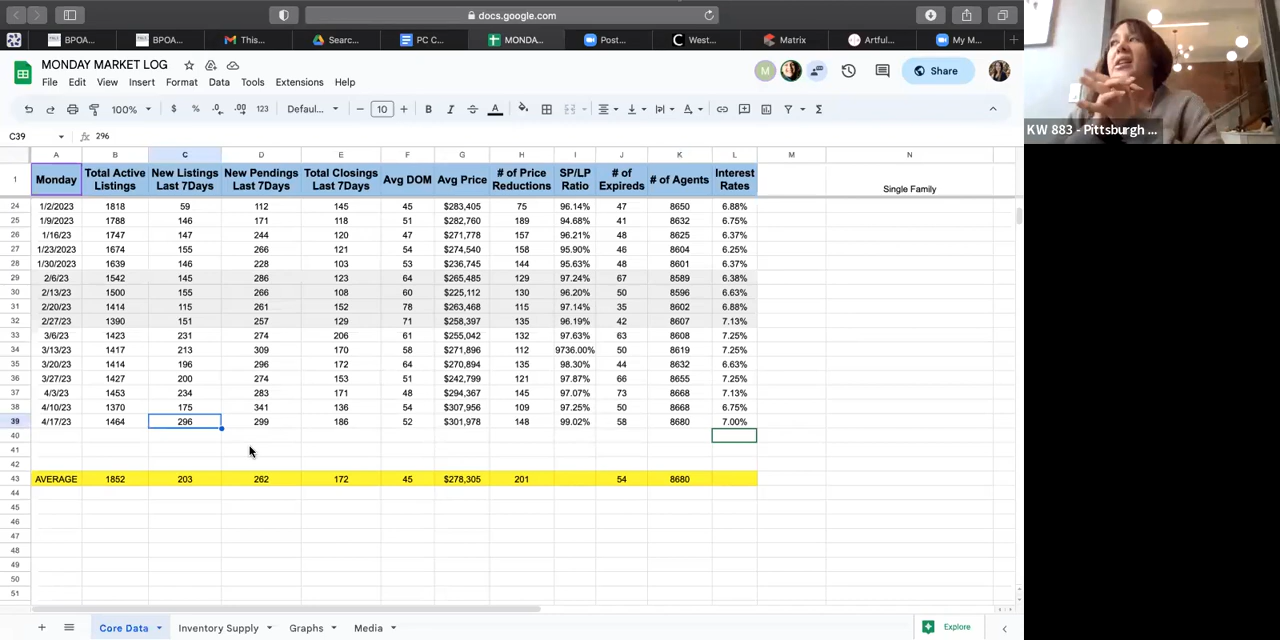 docs.google.com
BPOA...
BPOA...
This...
Searc...
PC C...
MONDA...
Post...
West...
Matrix
Artful...
My M...
MONDAY MARKET LOG
File Edit View Insert Format Data Tools Extensions Help
M
Share
100% $ % .0 .00 123 Defaul... 10 B I A
C39 fx 296
A B C D E F G H I J K L M N
1 Monday Total Active Listings New Listings Last 7Days New Pendings Last 7Days Total Closings Last 7Days Avg DOM Avg Price # of Price Reductions SP/LP Ratio # of Expireds # of Agents Interest Rates Single Family
24 1/2/2023 1818 59 112 145 45 $283,405 75 96.14% 47 8650 6.88%
25 1/9/2023 1788 146 171 118 51 $282,760 189 94.68% 41 8632 6.75%
26 1/16/23 1747 147 244 120 47 $271,778 157 96.21% 48 8625 6.37%
27 1/23/2023 1674 155 266 121 54 $274,540 158 95.90% 46 8604 6.25%
28 1/30/2023 1639 146 228 103 53 $236,745 144 95.63% 48 8601 6.37%
29 2/6/23 1542 145 286 123 64 $265,485 129 97.24% 67 8589 6.38%
30 2/13/23 1500 155 266 108 60 $225,112 130 96.20% 50 8596 6.63%
31 2/20/23 1414 115 261 152 78 $263,468 115 97.14% 35 8602 6.88%
32 2/27/23 1390 151 257 129 71 $258,397 135 96.19% 42 8607 7.13%
33 3/6/23 1423 231 274 206 61 $255,042 132 97.63% 63 8608 7.25%
34 3/13/23 1417 213 309 170 58 $271,896 112 9736.00% 50 8619 7.25%
35 3/20/23 1414 196 296 172 64 $270,894 135 98.30% 44 8632 6.63%
36 3/27/23 1427 200 274 153 51 $242,799 121 97.87% 66 8655 7.25%
37 4/3/23 1453 234 283 171 48 $294,367 145 97.07% 73 8668 7.13%
38 4/10/23 1370 175 341 136 54 $307,956 109 97.25% 50 8668 6.75%
39 4/17/23 1464 296 299 186 52 $301,978 148 99.02% 58 8680 7.00%
40
41
42
43 AVERAGE 1852 203 262 172 45 $278,305 201 54 8680
44
45
46
47
48
49
50
51
Core Data Inventory Supply Graphs Media Explore
KW 883 - Pittsburgh ...